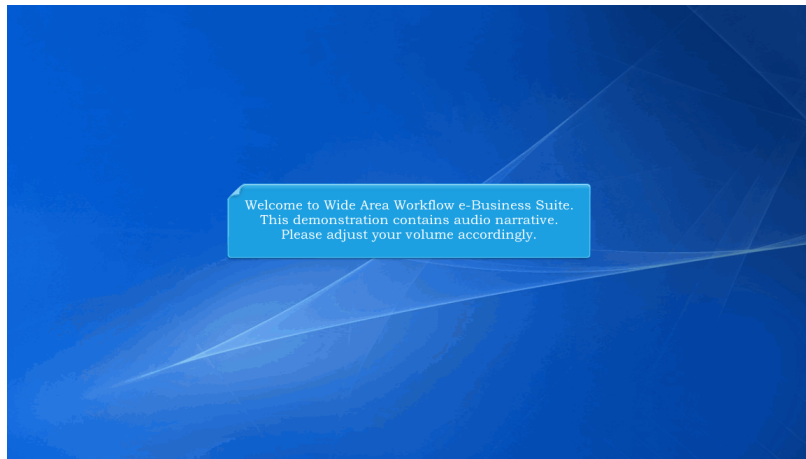 Welcome to Wide Area Workflow e-Business Suite.
This demonstration contains audio narrative.
Please adjust your volume accordingly.